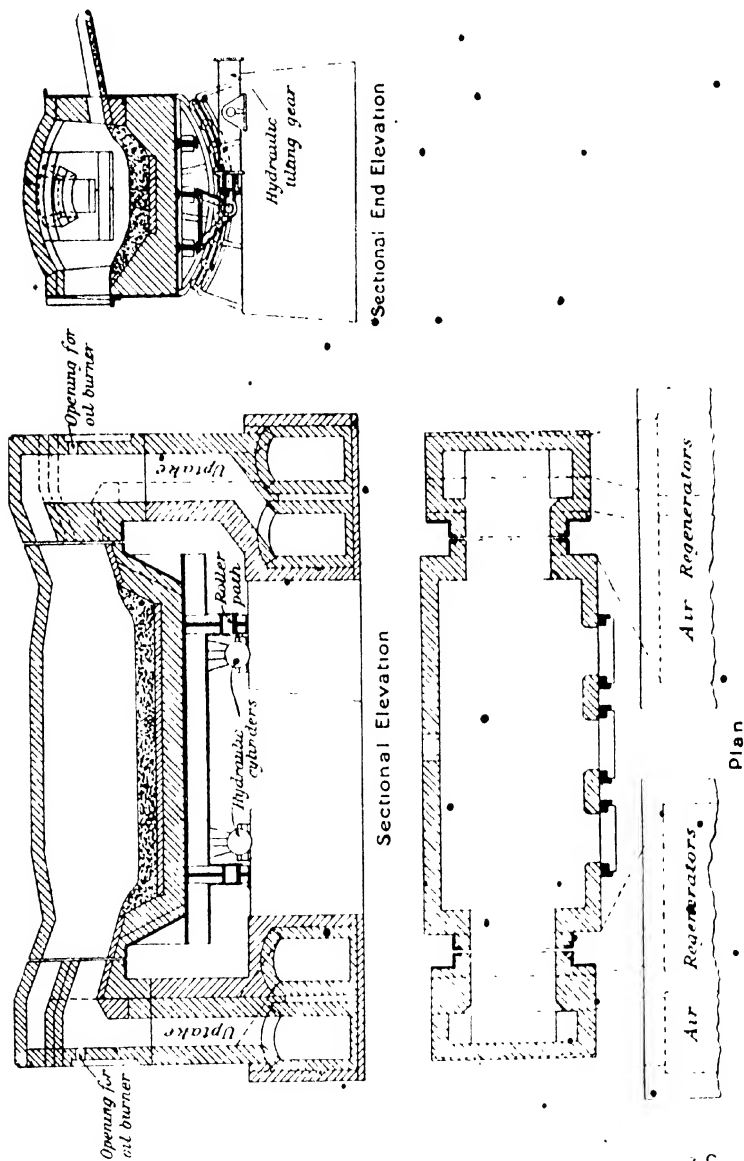 Opening for
oil burner
Uptake
Hydraulic
cylinders
Roller
path
Uptake
Opening for
oil burner
Sectional Elevation
Hydraulic
tilting gear
Sectional End Elevation
Air Regenerators
Air Regenerators
Plan